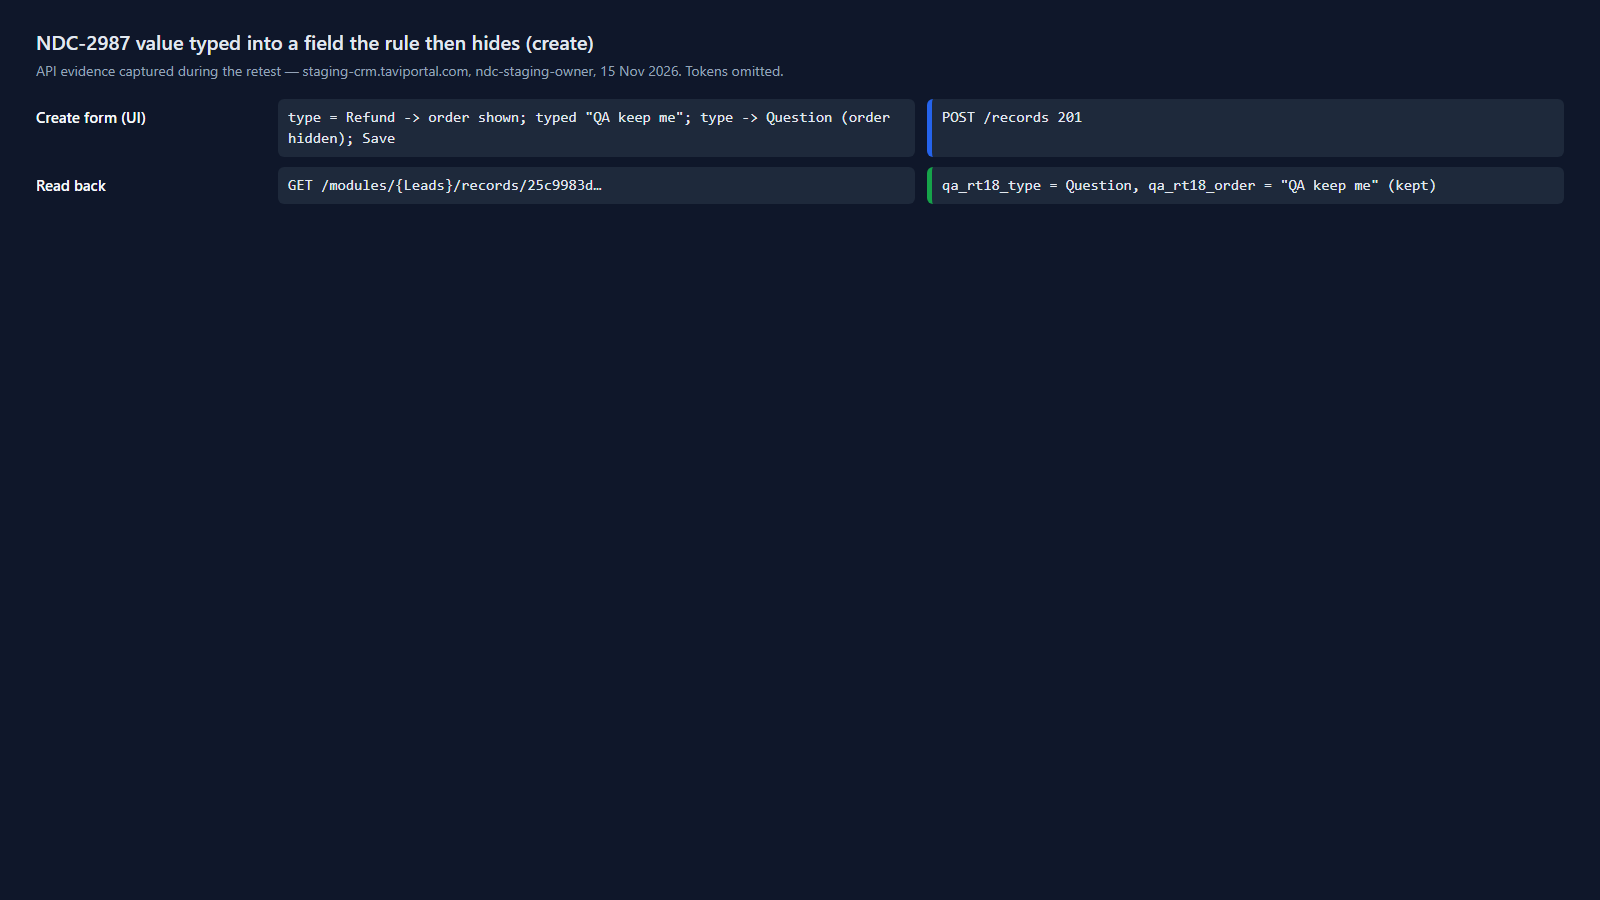 NDC-2987 value typed into a field the rule then hides (create)
API evidence captured during the retest — staging-crm.taviportal.com, ndc-staging-owner, 15 Nov 2026. Tokens omitted.
Create form (UI)
type = Refund -> order shown; typed "QA keep me"; type -> Question (order
hidden); Save
POST /records 201
Read back
GET /modules/{Leads}/records/25c9983d…
qa_rt18_type = Question, qa_rt18_order = "QA keep me" (kept)